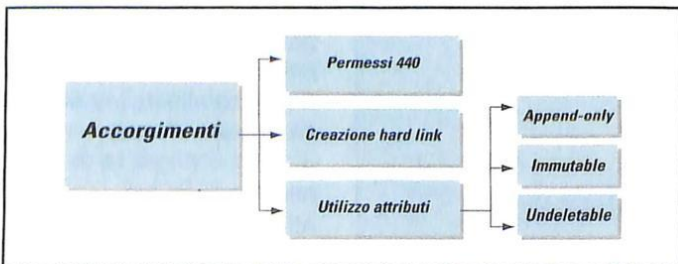 Accorgimenti
Permessi 440
Creazione hard link
Utilizzo attributi
Append-only
Immutable
Undeletable